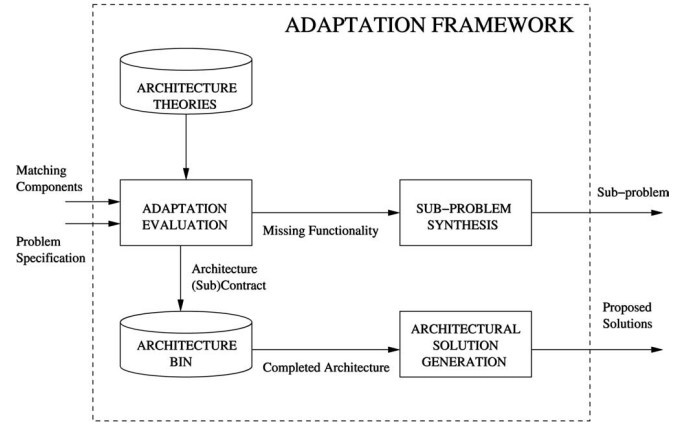 ADAPTATION FRAMEWORK
ARCHITECTURE
THEORIES
Matching
Components
Problem
Specification
ADAPTATION
EVALUATION
Missing Functionality
SUB−PROBLEM
SYNTHESIS
Sub−problem
Architecture
(Sub)Contract
ARCHITECTURE
BIN
Completed Architecture
ARCHITECTURAL
SOLUTION
GENERATION
Proposed
Solutions